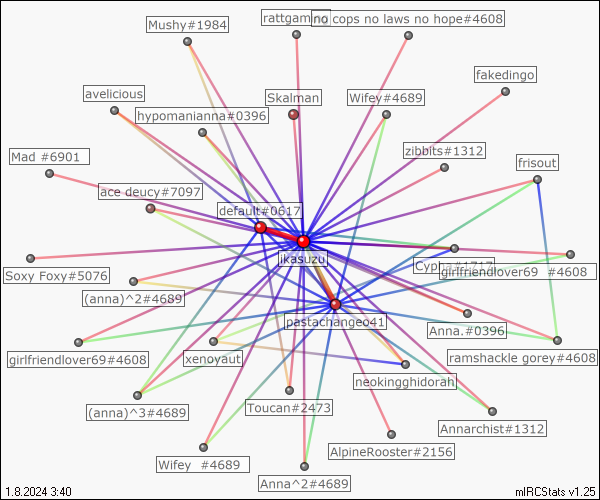 rattgaming
no cops no laws no hope#4608
Mushy#1984
fakedingo
avelicious
Skalman
Wifey#4689
hypomanianna#0396
zibbits#1312
Mad #6901
frisout
ace deucy#7097
default#0617
ikasuzu
girlfriendlover69 #4608
Soxy Foxy#5076
(anna)^2#4689
pastachange041
Anna.#0396
girlfriendlover69#4608
xenoyaut
ramshackle gorey#4608
neokingghidorah
(anna)^3#4689
Toucan#2473
Annarchist#1312
AlpineRooster#2156
Wifey #4689
Anna^2#4689
1.8.2024 3:40
mIRCStats v1.25